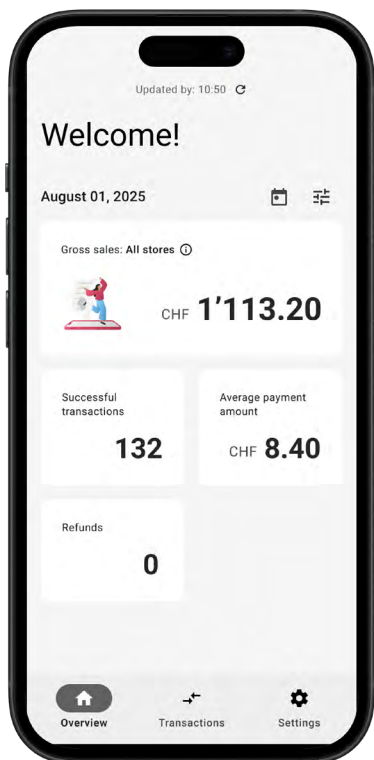 Updated by: 10:50
Welcome!
August 01, 2025
Gross sales: All stores
CHF 1’113.20
Successful
transactions
132
Average payment
amount
CHF 8.40
Refunds
0
Overview
Transactions
Settings